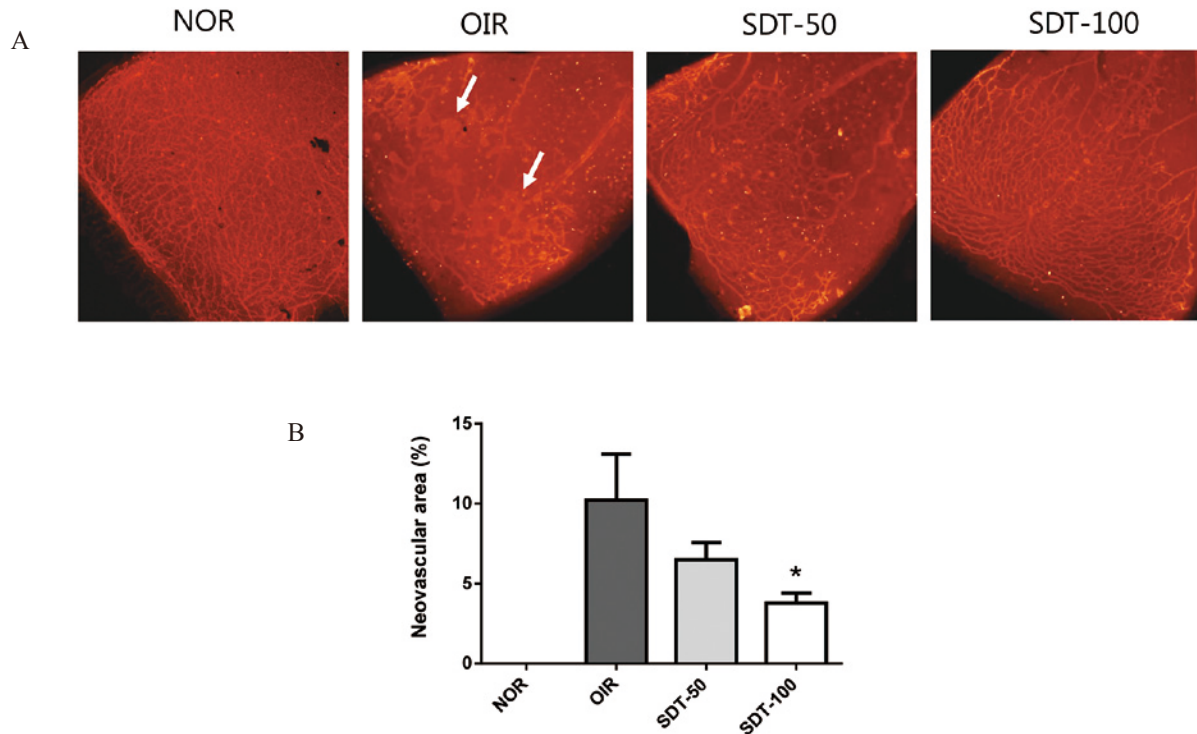 A
NOR OIR SDT-50 SDT-100
B
Neovascular area (%)
15
10
5
0
*
NOR OIR SDT-50 SDT-100